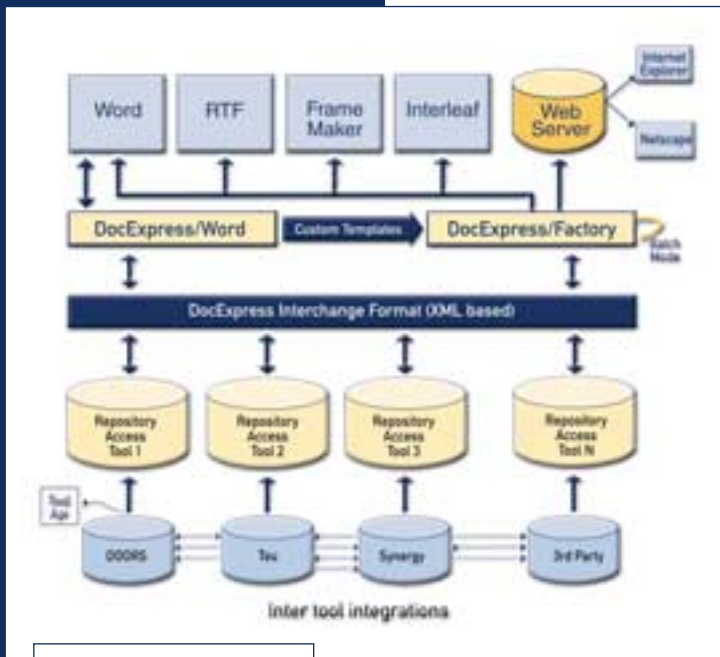 Internet
Explorer
Word
RTF
Frame
Maker
Interleaf
Web
Server
Netscape
DocExpress/Word
Custom Templates
DocExpress/Factory
Batch
Mode
DocExpress Interchange Format (XML based)
Repository
Access
Tool 1
Repository
Access
Tool 2
Repository
Access
Tool 3
Repository
Access
Tool N
Tool
Api
DOORS
Tau
Synergy
3rd Party
Inter tool integrations